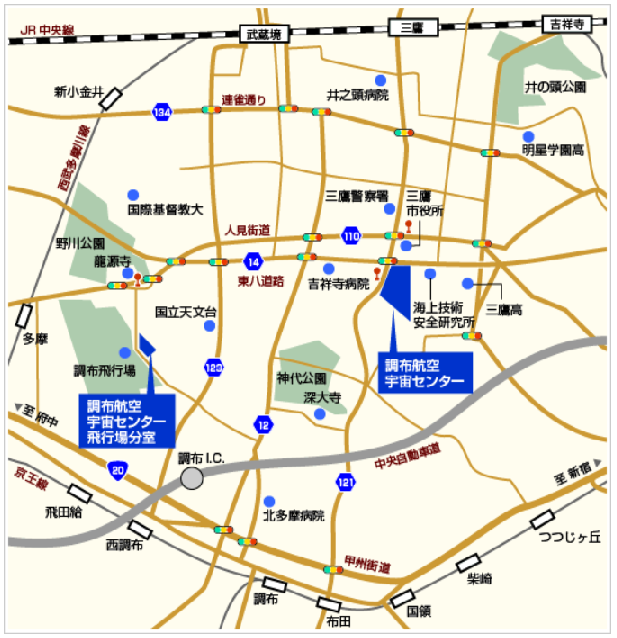 JR 中央線
武蔵境
三鷹
吉祥寺
新小金井
134
連雀通り
井之頭病院
井の頭公園
西武多摩川線
明星学園高
国際基督教大
三鷹警察署
三鷹
市役所
人見街道
110
野川公園
龍源寺
14
東八道路
吉祥寺病院
海上技術
安全研究所
三鷹高
多摩
国立天文台
調布飛行場
123
神代公園
深大寺
調布航空
宇宙センター
調布航空
宇宙センター
飛行場分室
至 府中
12
中央自動車道
調布 I.C.
20
121
至 新宿
京王線
飛田給
北多摩病院
西調布
甲州街道
つつじヶ丘
柴崎
調布
国領
布田